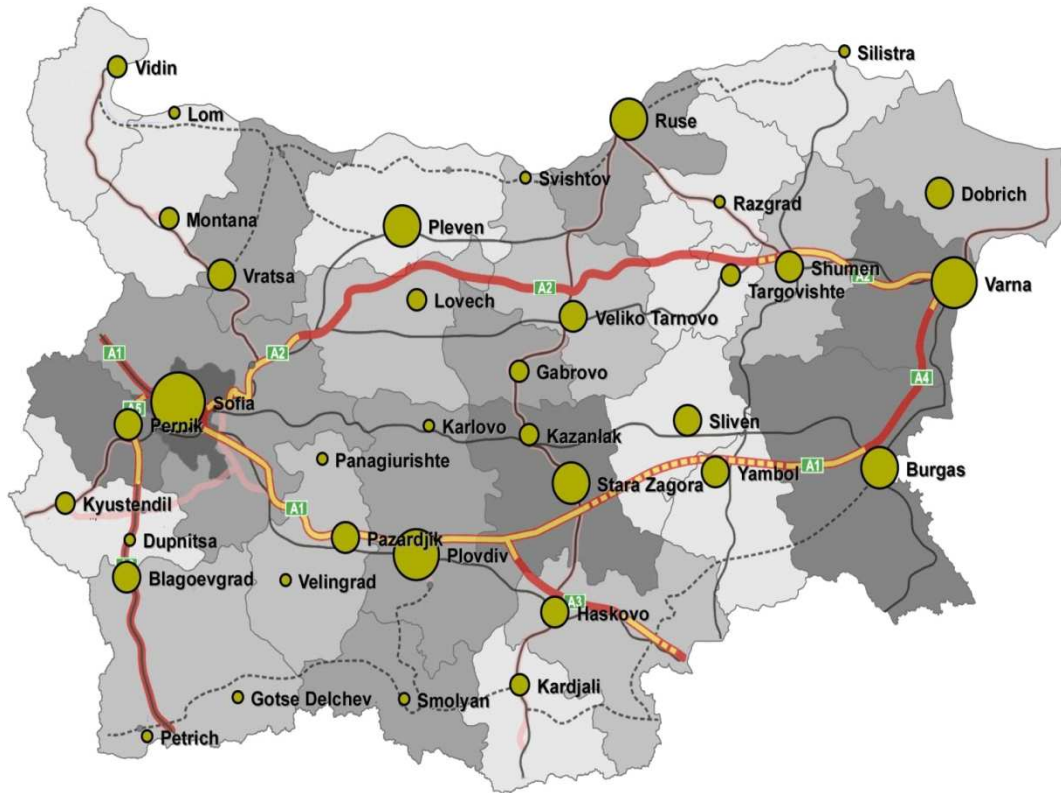 Silistra
Vidin
Lom
Ruse
Svishtov
Razgrad
Dobrich
Montana
Pleven
Vratsa
Shumen
A2
Targovishte
Varna
A2
Lovech
Veliko Tarnovo
A1
A2
Gabrovo
A4
Sofia
A6
Pernik
Karlovo
Kazanlak
Sliven
Panagiurishte
A1
Burgas
Yambol
Stara Zagora
Kyustendil
A1
Dupnitsa
Pazardjik
Plovdiv
Blagoevgrad
Velingrad
A3
Haskovo
Kardjali
Gotse Delchev
Smolyan
Petrich